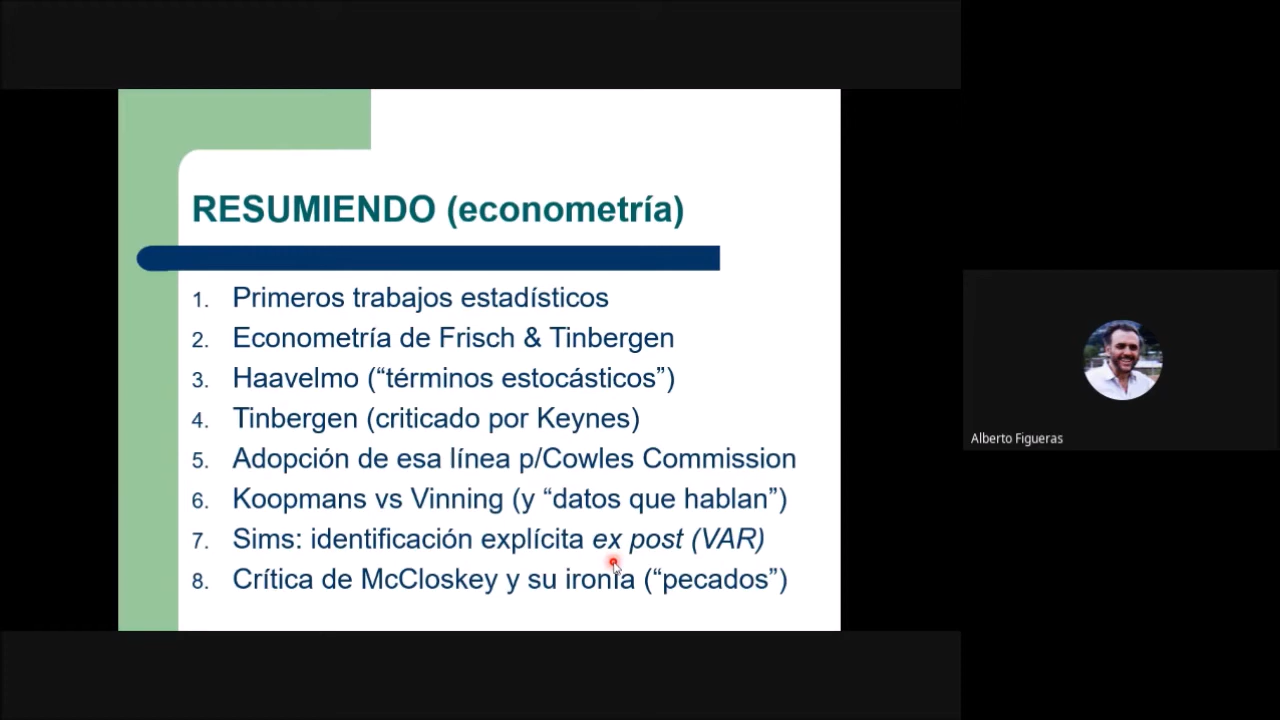 RESUMIENDO (econometría)
1. Primeros trabajos estadísticos
2. Econometría de Frisch & Tinbergen
3. Haavelmo (“términos estocásticos”)
4. Tinbergen (criticado por Keynes)
5. Adopción de esa línea p/Cowles Commission
6. Koopmans vs Vinning (y “datos que hablan”)
7. Sims: identificación explícita ex post (VAR)
8. Crítica de McCloskey y su ironía (“pecados”)
Alberto Figueras